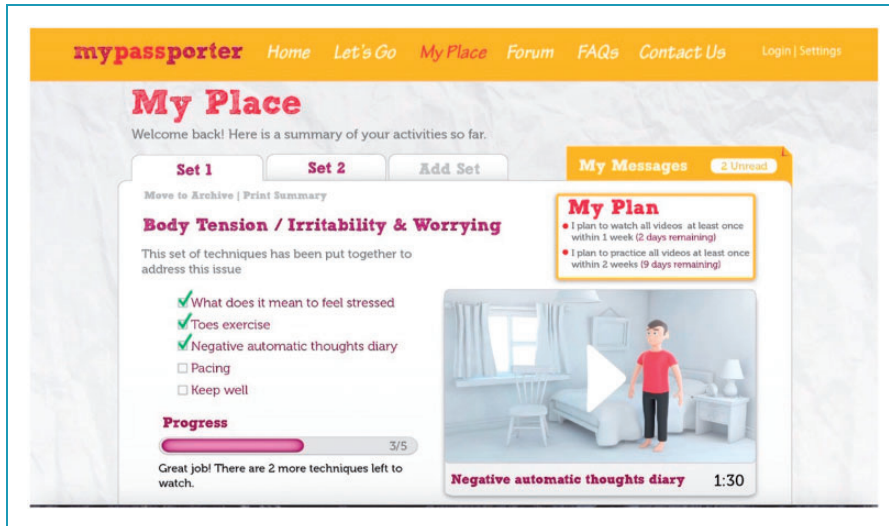 mypassporter Home Let's Go My Place Forum FAQs Contact Us Login | Settings
My Place
Welcome back! Here is a summary of your activities so far.
Set 1 Set 2 Add Set
My Messages 2 Unread
Move to Archive | Print Summary
Body Tension / Irritability & Worrying
This set of techniques has been put together to
address this issue
What does it mean to feel stressed
Toes exercise
Negative automatic thoughts diary
Pacing
Keep well
Progress
3/5
Great job! There are 2 more techniques left to
watch.
My Plan
I plan to watch all videos at least once
within 1 week (2 days remaining)
I plan to practice all videos at least once
within 2 weeks (9 days remaining)
Negative automatic thoughts diary 1:30